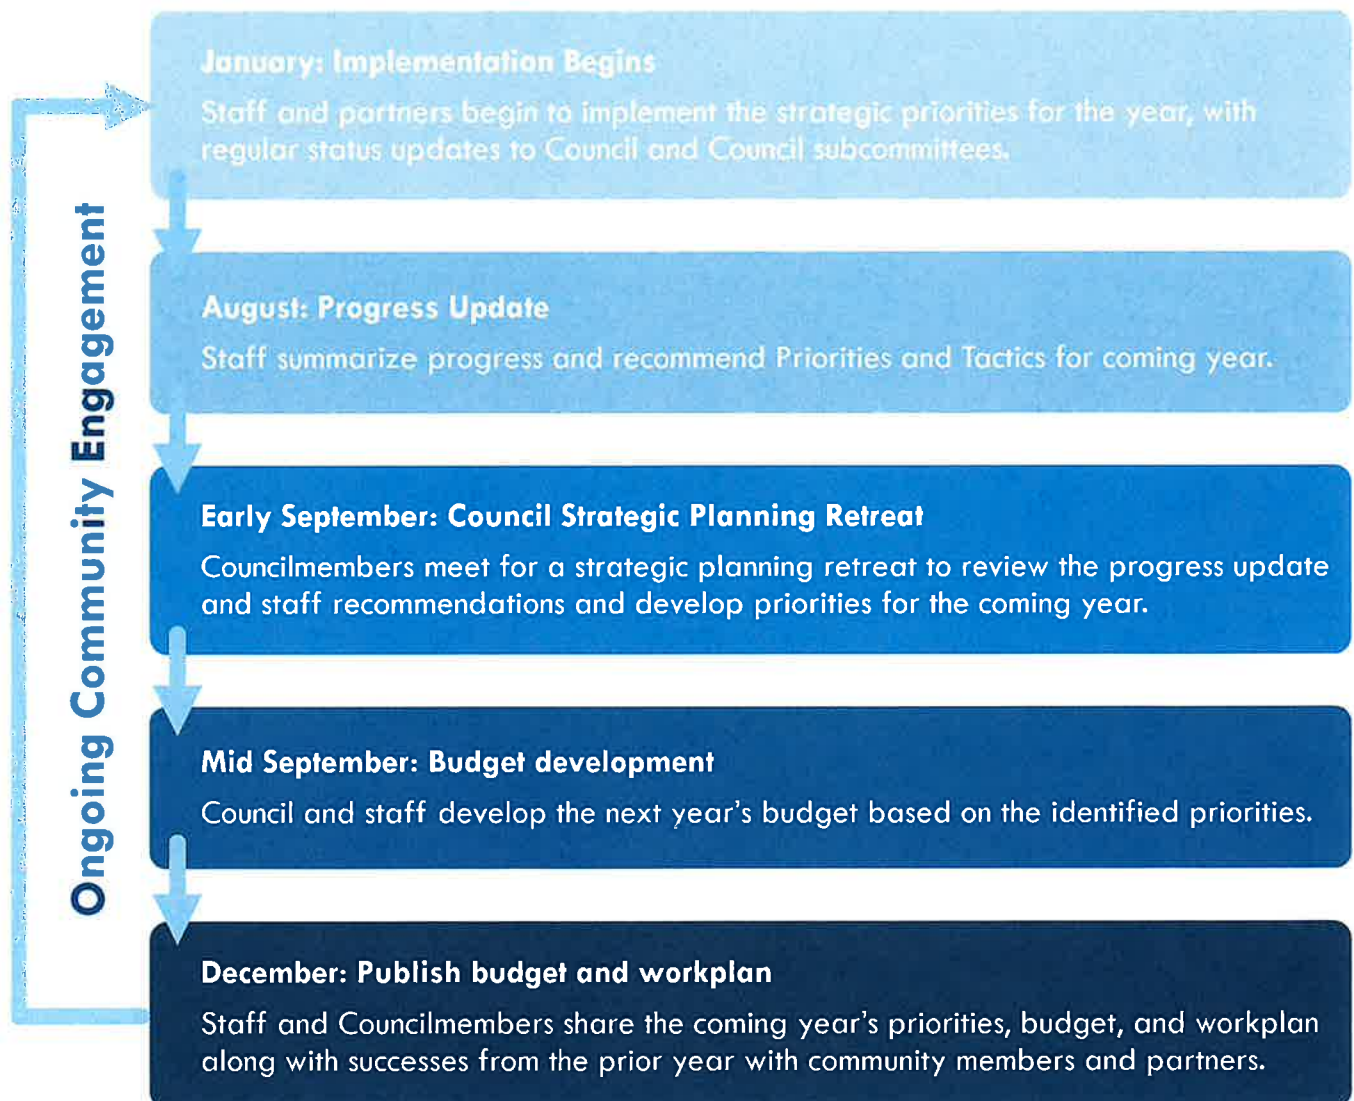 January: Implementation Begins
Staff and partners begin to implement the strategic priorities for the year, with
regular status updates to Council and Council subcommittees.
Ongoing Community Engagement
August: Progress Update
Staff summarize progress and recommend Priorities and Tactics for coming year.
Early September: Council Strategic Planning Retreat
Councilmembers meet for a strategic planning retreat to review the progress update
and staff recommendations and develop priorities for the coming year.
Mid September: Budget development
Council and staff develop the next year's budget based on the identified priorities.
December: Publish budget and workplan
Staff and Councilmembers share the coming year's priorities, budget, and workplan
along with successes from the prior year with community members and partners.